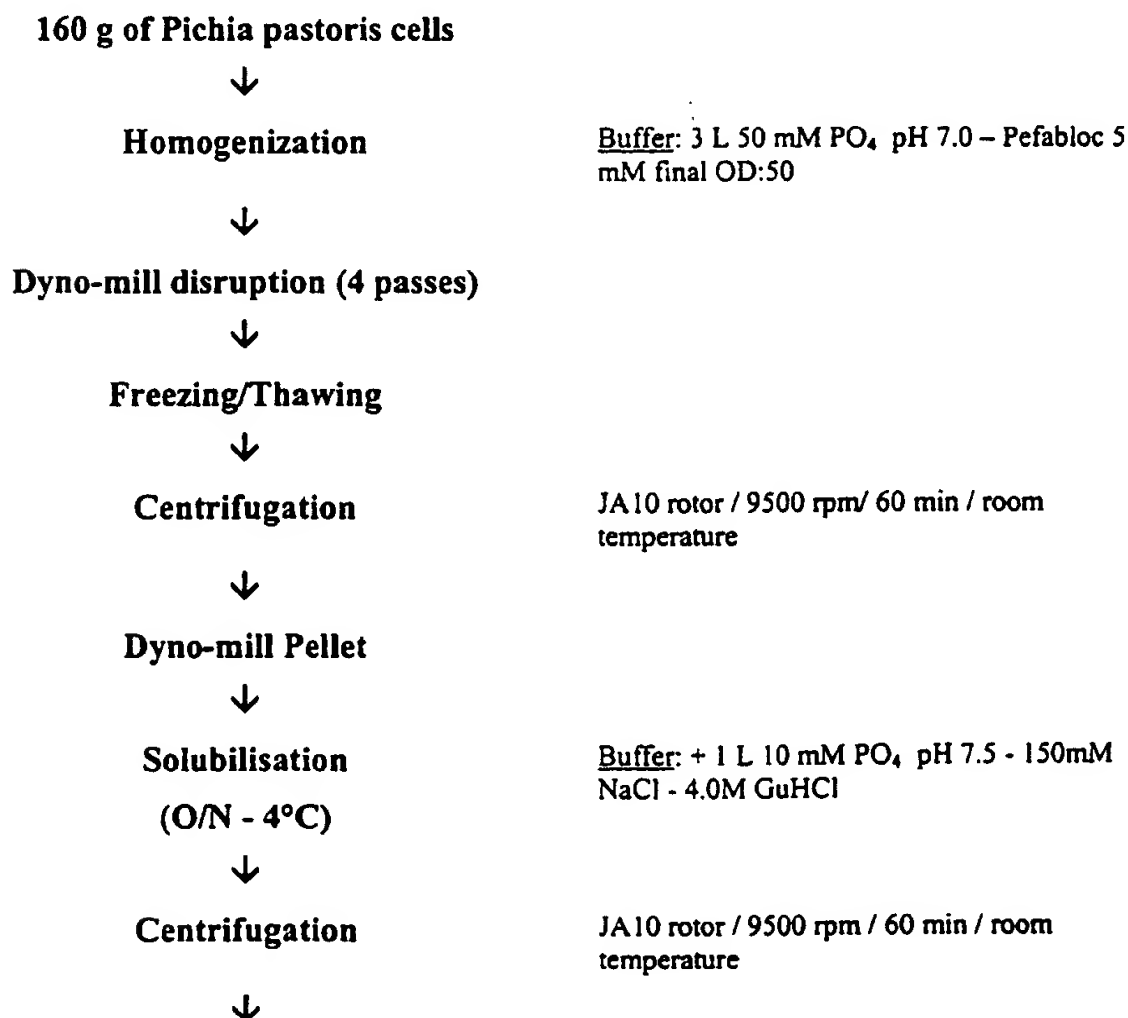 160 g of Pichia pastoris cells
↓
Homogenization
Buffer: 3 L 50 mM PO₄ pH 7.0 – Pefabloc 5
mM final OD:50
↓
Dyno-mill disruption (4 passes)
↓
Freezing/Thawing
↓
Centrifugation
JA10 rotor / 9500 rpm/ 60 min / room
temperature
↓
Dyno-mill Pellet
↓
Solubilisation
(O/N - 4°C)
Buffer: + 1 L 10 mM PO₄ pH 7.5 - 150mM
NaCl - 4.0M GuHCl
↓
Centrifugation
JA10 rotor / 9500 rpm / 60 min / room
temperature
↓